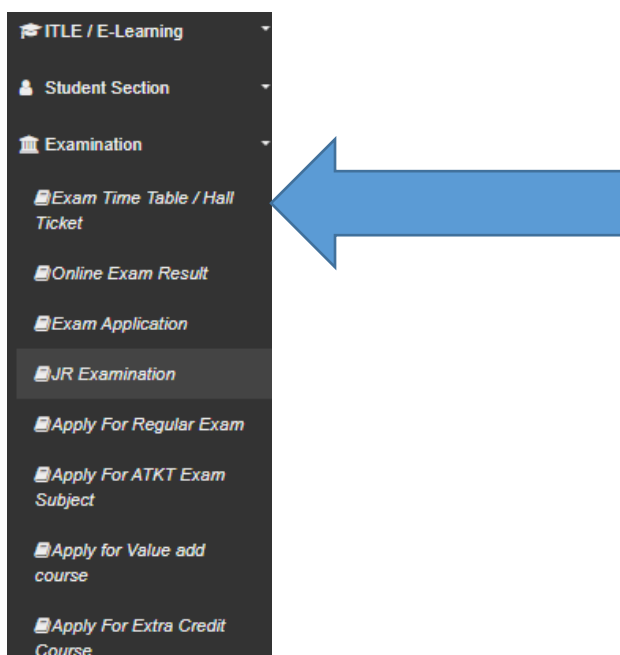 ITLE / E-Learning
Student Section
Examination
Exam Time Table / Hall
Ticket
Online Exam Result
Exam Application
JR Examination
Apply For Regular Exam
Apply For ATKT Exam
Subject
Apply for Value add
course
Apply For Extra Credit
Course